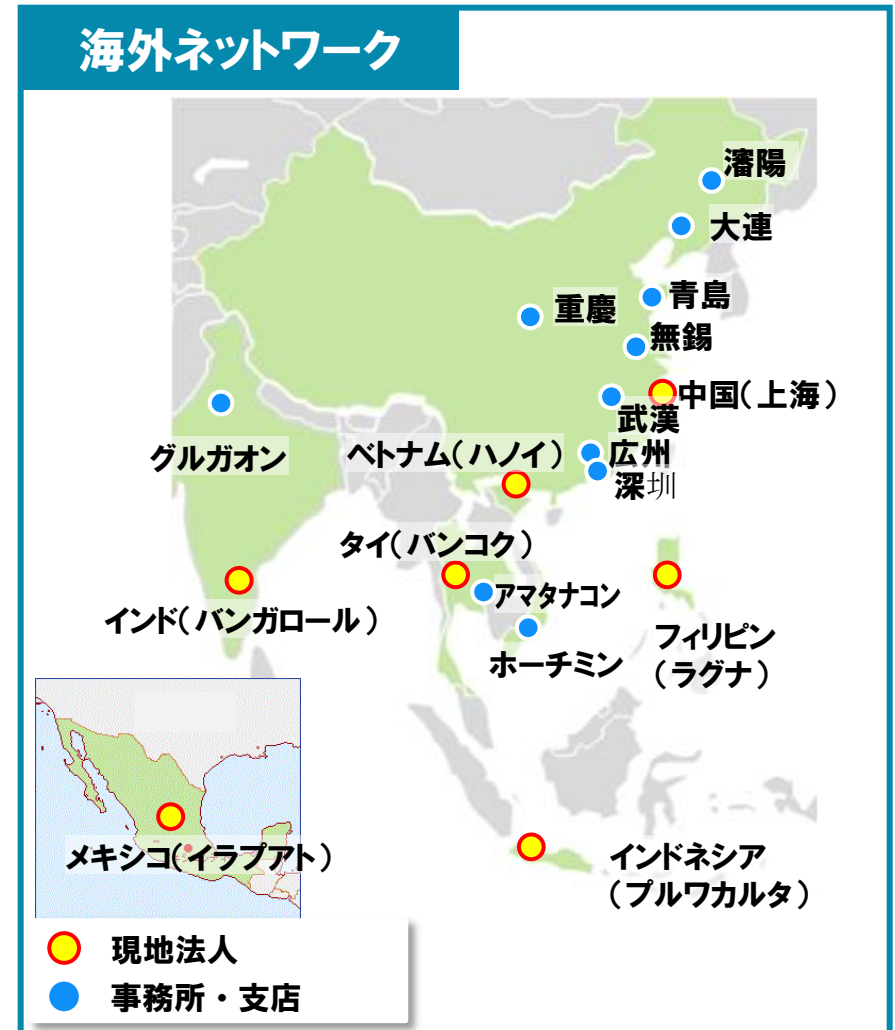 海外ネットワーク
瀋陽
大連
青島
重慶
無錫
中国(上海)
武漢
グルガオン
ベトナム(ハノイ)
広州
深圳
タイ(バンコク)
アマタナコン
インド(バンガロール)
フィリピン
(ラグナ)
ホーチミン
メキシコ(イラプアト)
インドネシア
(プルワカルタ)
現地法人
事務所・支店